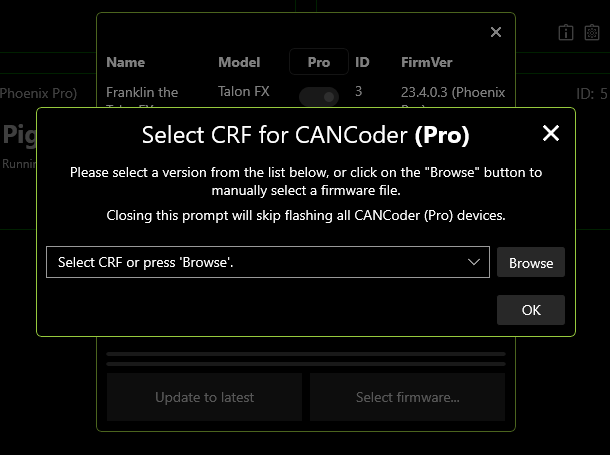 Name Model Pro ID FirmVer
Franklin the Talon FX 3 23.4.0.3 (Phoenix
Phoenix Pro) ID: 5
Select CRF for CANCoder (Pro)
Pig
Runnin
Please select a version from the list below, or click on the "Browse" button to
manually select a firmware file.
Closing this prompt will skip flashing all CANCoder (Pro) devices.
Select CRF or press 'Browse'. Browse
OK
Update to latest Select firmware...